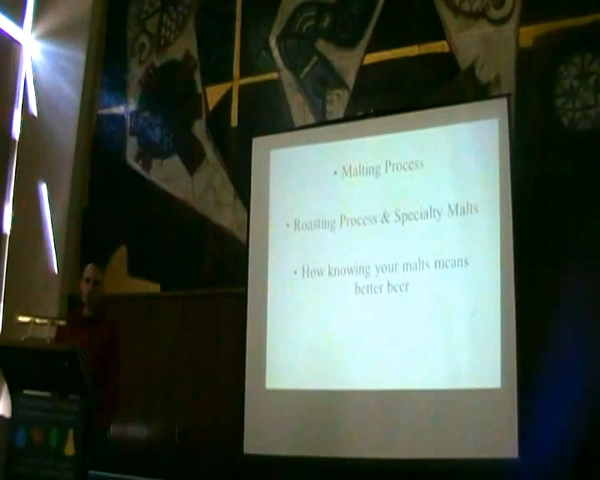 • Malting Process
• Roasting Process & Specialty Malts
• How knowing your malts means
better beer